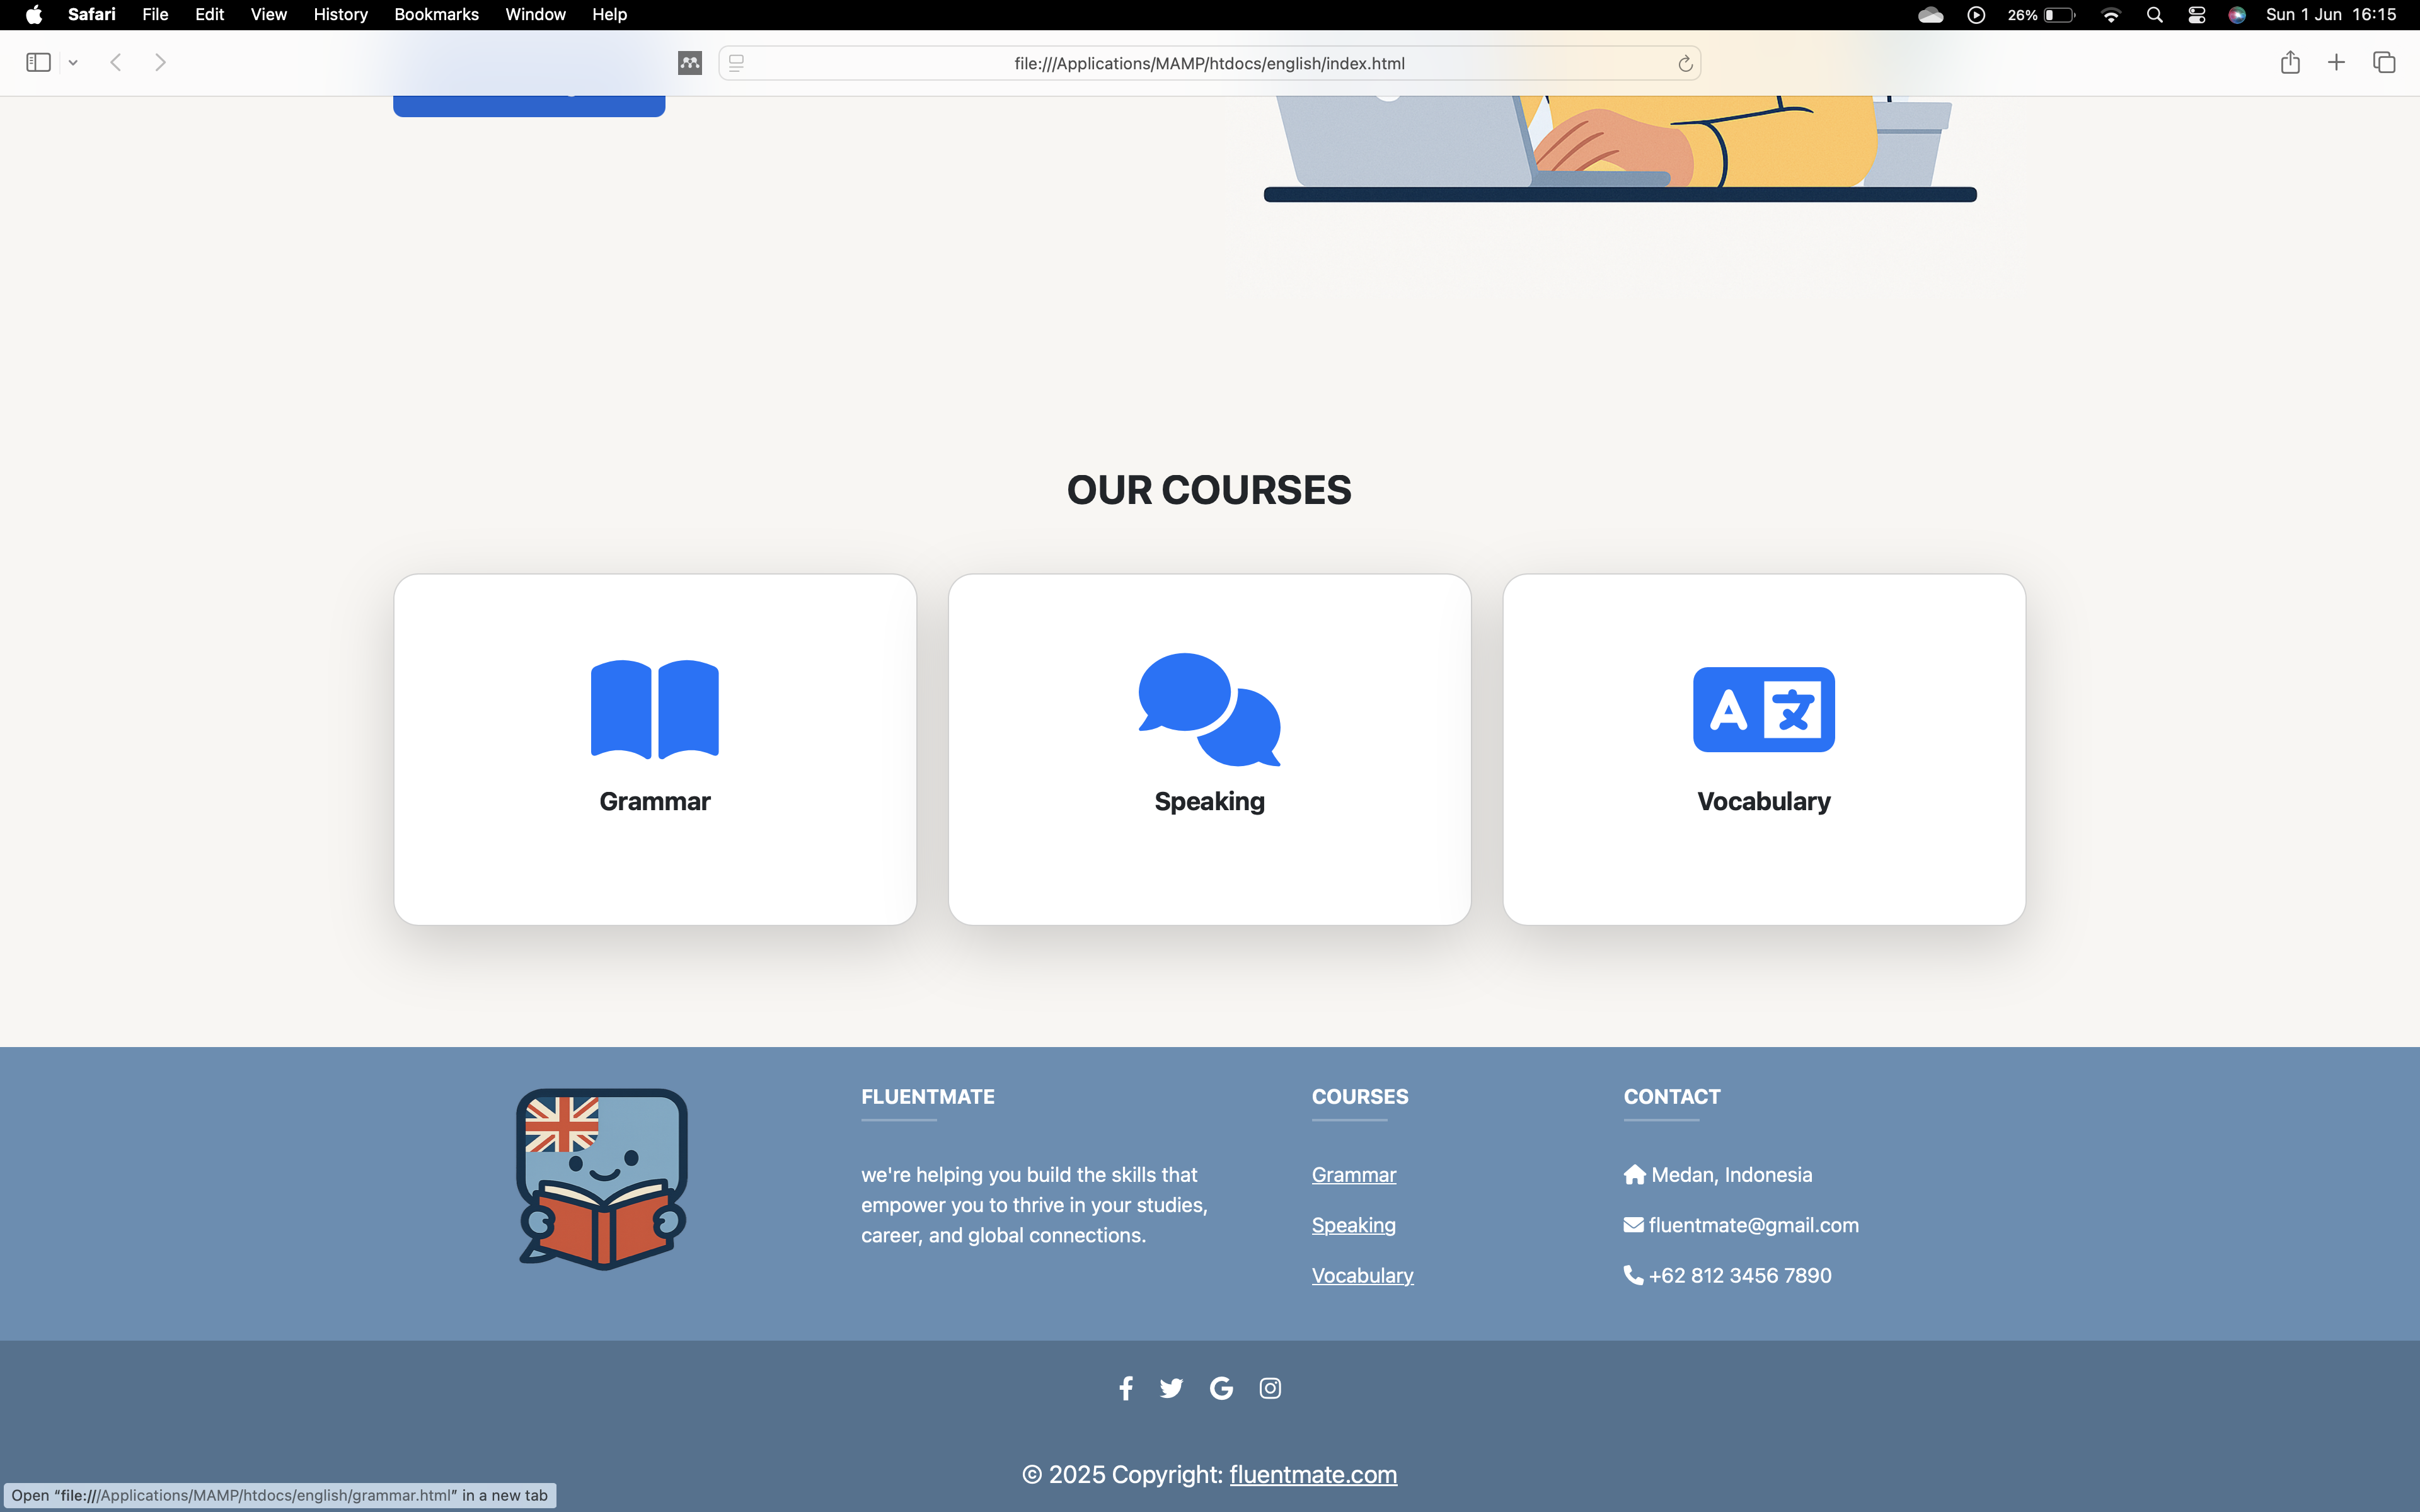 Safari File Edit View History Bookmarks Window Help 26% Sun 1 Jun 16:15
file:///Applications/MAMP/htdocs/english/index.html
OUR COURSES
A 文
Grammar Speaking Vocabulary
FLUENTMATE
we're helping you build the skills that
empower you to thrive in your studies,
career, and global connections.
COURSES
Grammar
Speaking
Vocabulary
CONTACT
Medan, Indonesia
fluentmate@gmail.com
+62 812 3456 7890
© 2025 Copyright: fluentmate.com
Open “file:///Applications/MAMP/htdocs/english/grammar.html” in a new tab